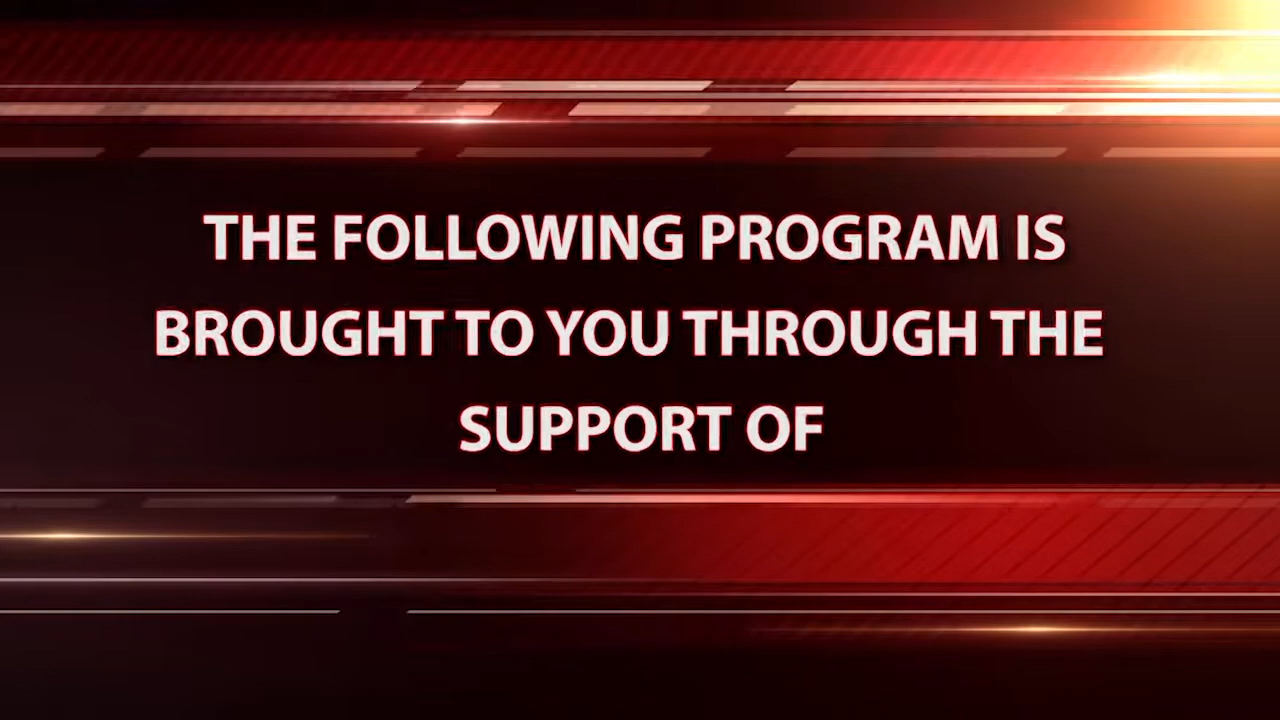 THE FOLLOWING PROGRAM IS
BROUGHT TO YOU THROUGH THE
SUPPORT OF